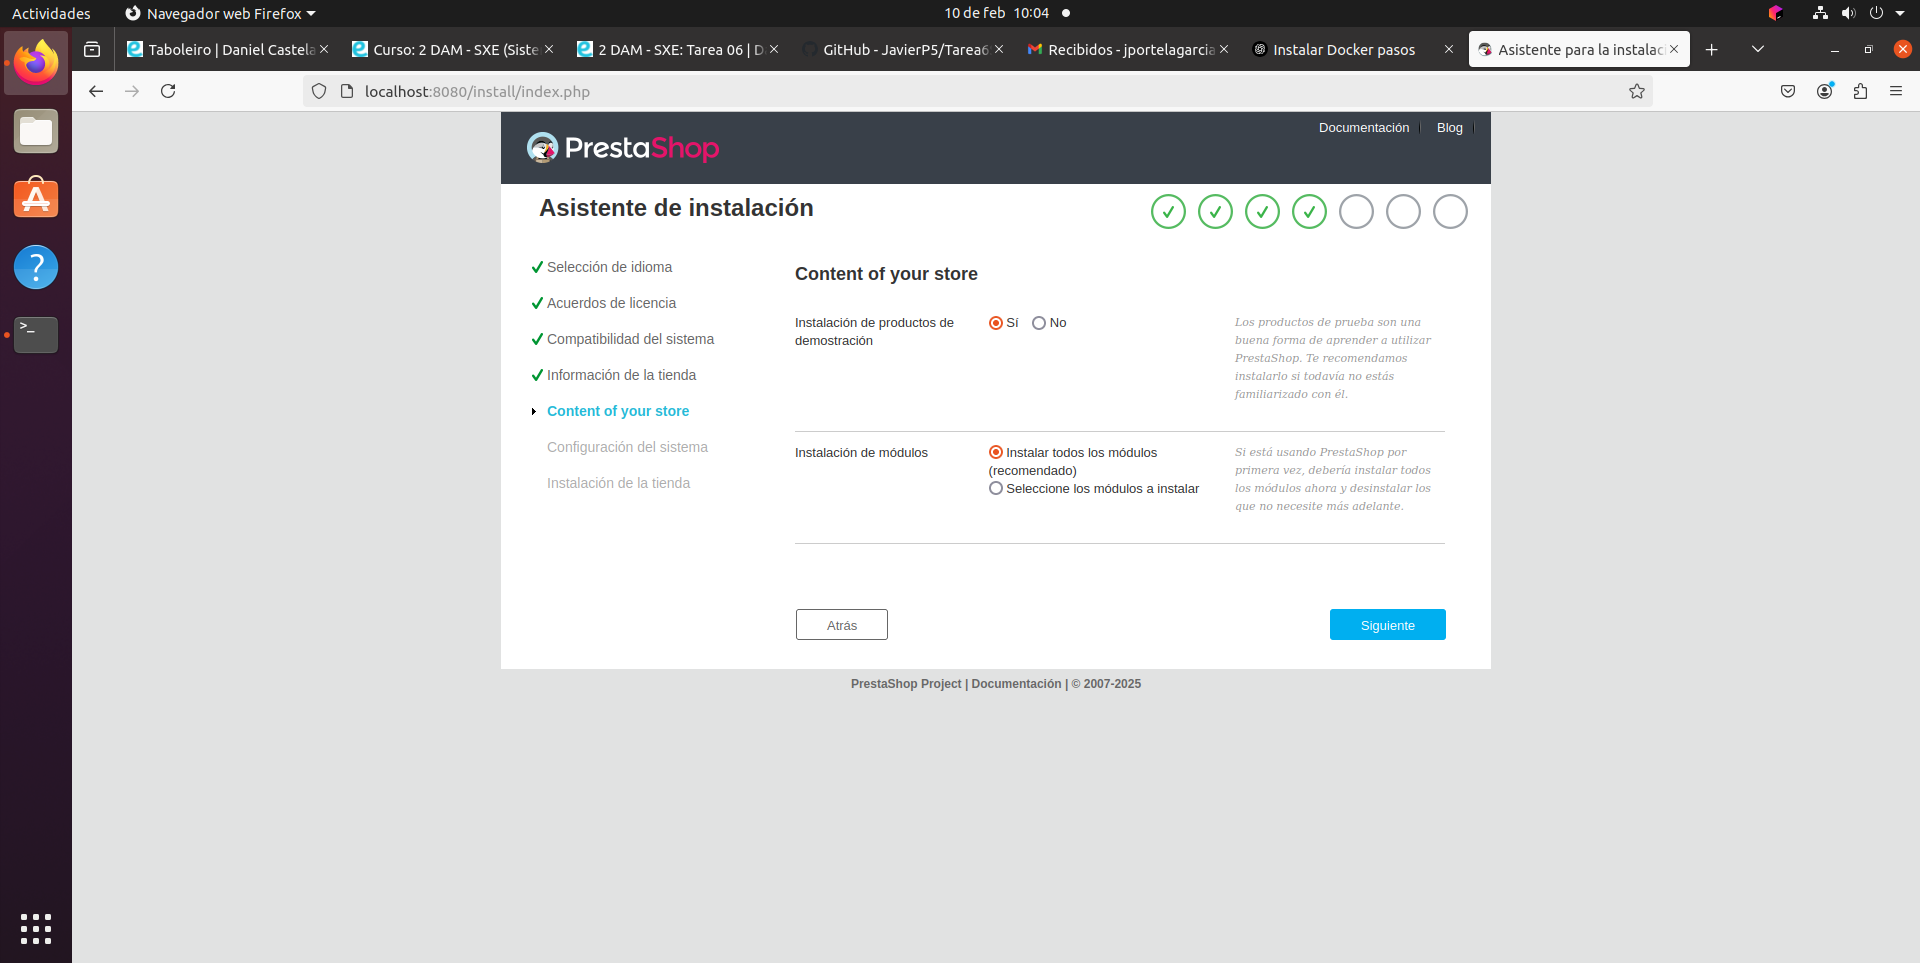 Actividades
Navegador web Firefox
10 de feb 10:04
Taboleiro | Daniel Castela
Curso: 2 DAM - SXE (Siste
2 DAM - SXE: Tarea 06 | D
GitHub - JavierP5/Tarea6
Recibidos - jportelagarcia
Instalar Docker pasos
Asistente para la instalac
localhost:8080/install/index.php
Documentación
Blog
PrestaShop
Asistente de instalación
Selección de idioma
Acuerdos de licencia
Compatibilidad del sistema
Información de la tienda
Content of your store
Configuración del sistema
Instalación de la tienda
Content of your store
Instalación de productos de
demostración
Sí
No
Los productos de prueba son una
buena forma de aprender a utilizar
PrestaShop. Te recomendamos
instalarlo si todavía no estás
familiarizado con él.
Instalación de módulos
Instalar todos los módulos
(recomendado)
Seleccione los módulos a instalar
Si está usando PrestaShop por
primera vez, debería instalar todos
los módulos ahora y desinstalar los
que no necesite más adelante.
Atrás
Siguiente
PrestaShop Project | Documentación | © 2007-2025